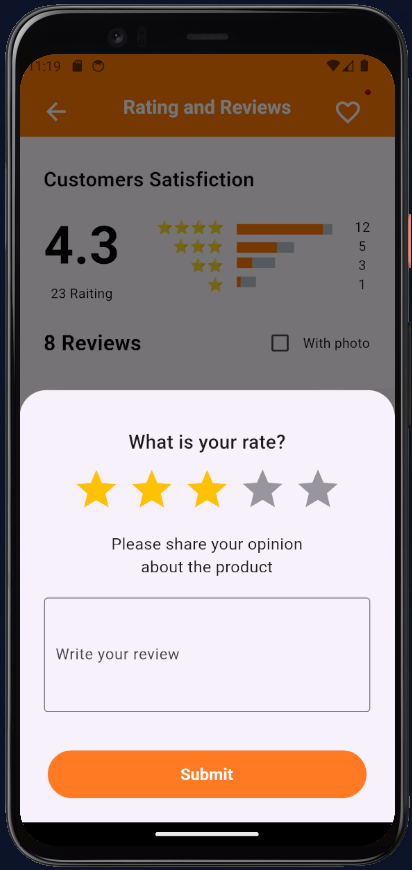 11:19
Rating and Reviews
Customers Satisfiction
4.3
12
5
3
1
23 Raiting
8 Reviews
With photo
What is your rate?
Please share your opinion
about the product
Write your review
Submit